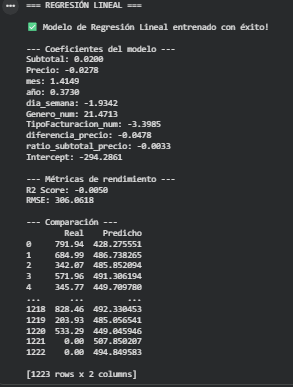 === REGRESIÓN LINEAL ===
✅ Modelo de Regresión Lineal entrenado con éxito!
--- Coeficientes del modelo ---
Subtotal: 0.0200
Precio: -0.0278
mes: 1.4149
año: 0.3730
dia_semana: -1.9342
Genero_num: 21.4713
TipoFacturacion_num: -3.3985
diferencia_precio: -0.0478
ratio_subtotal_precio: -0.0033
Intercept: -294.2861
--- Métricas de rendimiento ---
R2 Score: -0.0050
RMSE: 306.0618
--- Comparación ---
Real Predicho
0 791.94 428.275551
1 684.99 486.738265
2 342.07 485.852094
3 571.96 491.306194
4 345.77 449.709780
... ... ...
1218 828.46 492.330453
1219 203.93 485.056541
1220 533.29 449.045946
1221 0.00 507.850207
1222 0.00 494.849583
[1223 rows x 2 columns]